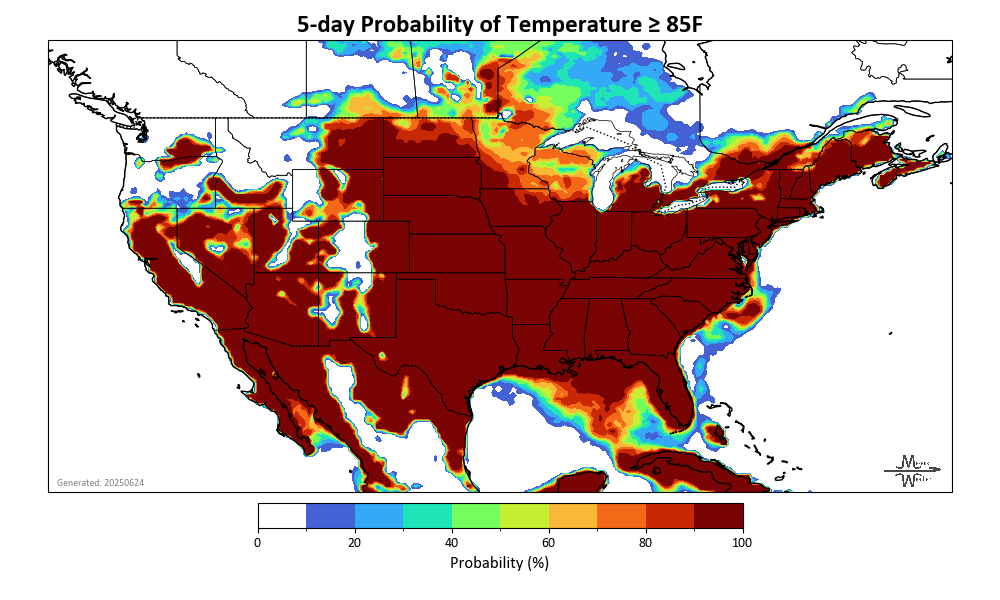 5-day Probability of Temperature ≥ 85F
Generated: 20250624
0 20 40 60 80 100
Probability (%)